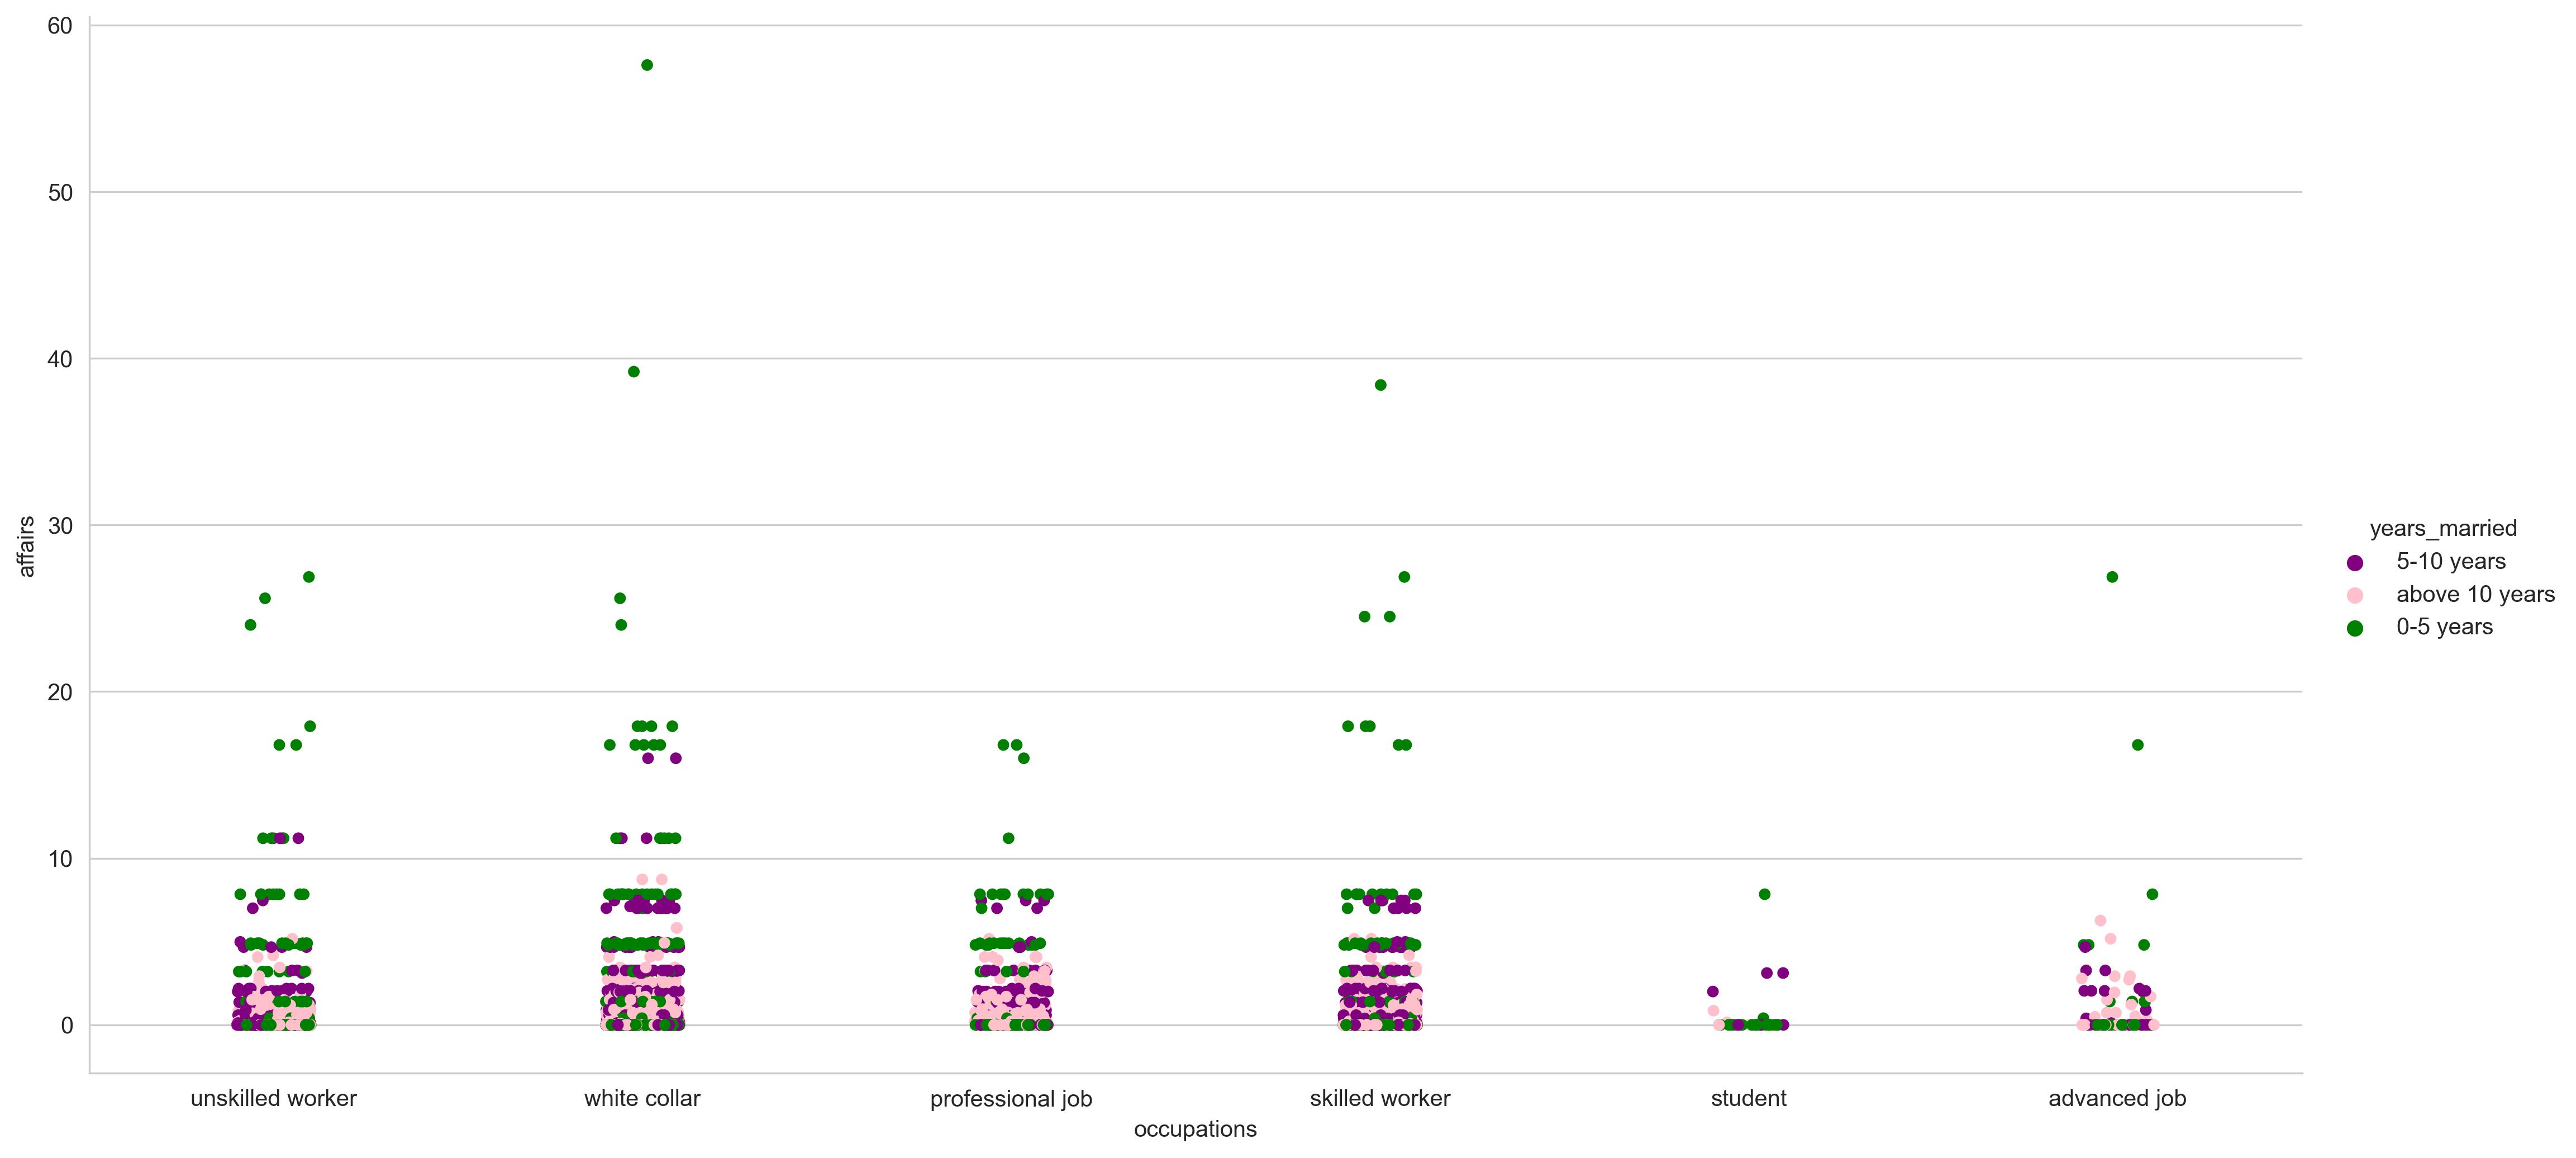 60
50
40
30
20
10
0
affairs
unskilled worker
white collar
professional job
skilled worker
student
advanced job
occupations
years_married
5-10 years
above 10 years
0-5 years